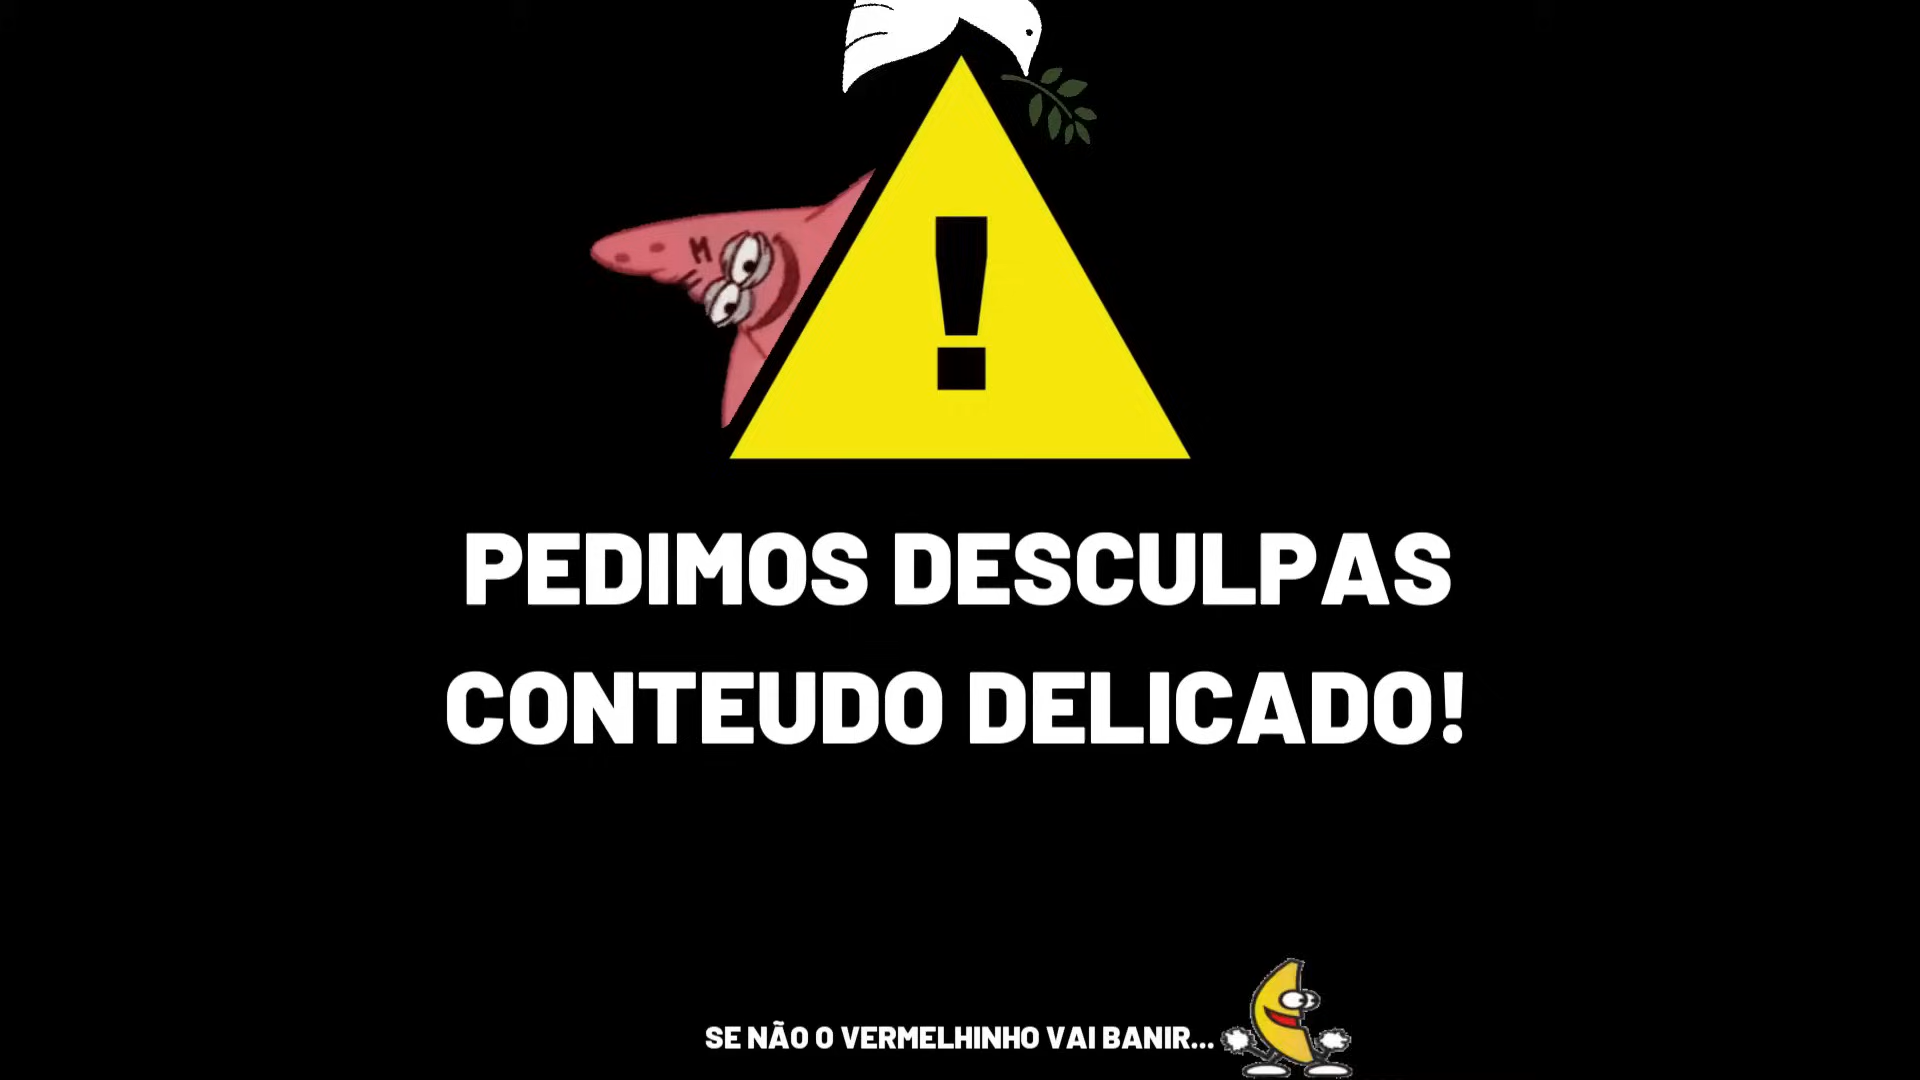 !
PEDIMOS DESCULPAS
CONTEUDO DELICADO!
SE NÃO O VERMELHINHO VAI BANIR...